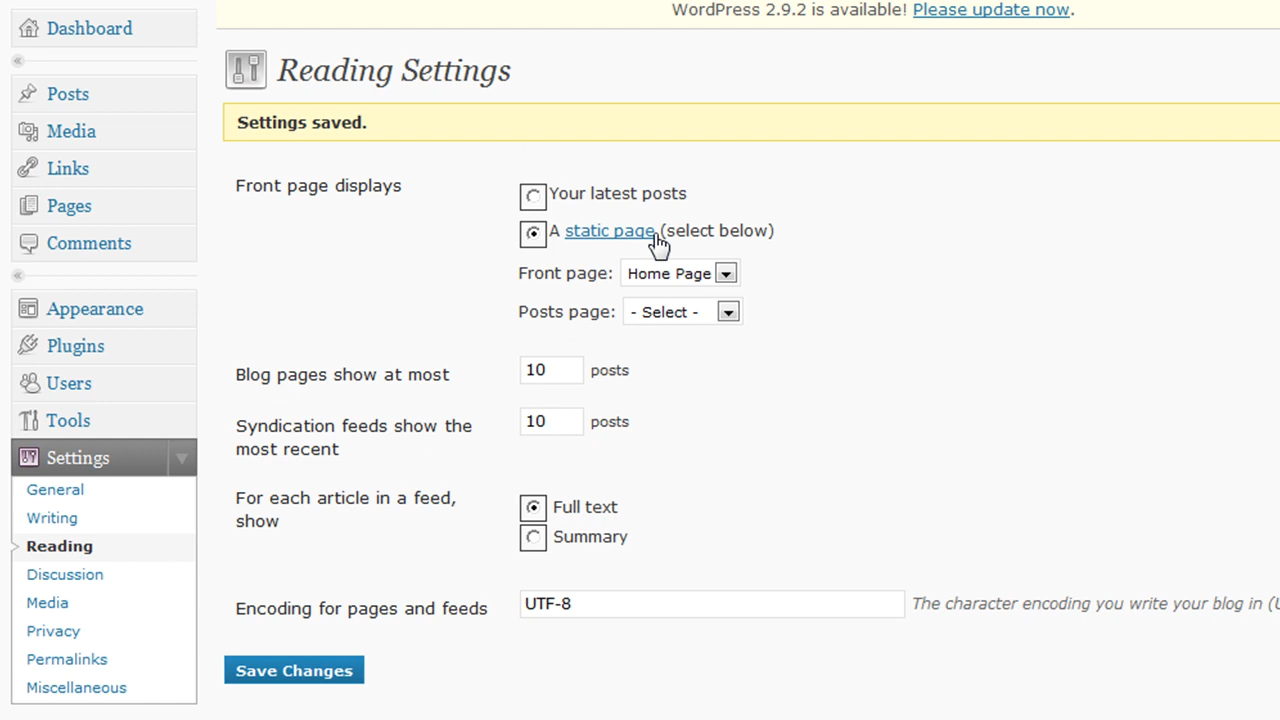 WordPress 2.9.2 is available! Please update now.
Dashboard
Posts
Media
Links
Pages
Comments
Appearance
Plugins
Users
Tools
Settings
General
Writing
Reading
Discussion
Media
Privacy
Permalinks
Miscellaneous
Reading Settings
Settings saved.
Front page displays
Your latest posts
A static page (select below)
Front page: Home Page
Posts page: - Select -
Blog pages show at most 10 posts
Syndication feeds show the
most recent
10 posts
For each article in a feed,
show
Full text
Summary
Encoding for pages and feeds UTF-8 The character encoding you write your blog in (
Save Changes